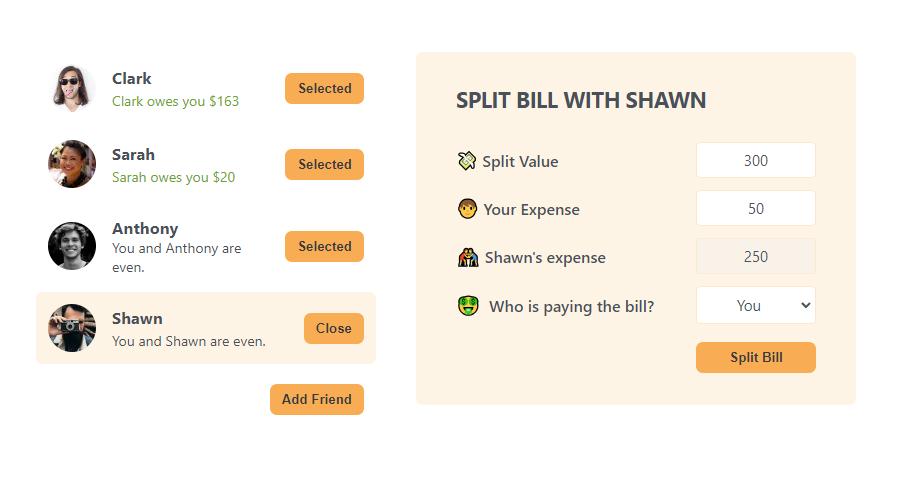 Clark
Clark owes you $163
Selected
Sarah
Sarah owes you $20
Selected
Anthony
You and Anthony are
even.
Selected
Shawn
You and Shawn are even.
Close
Add Friend
SPLIT BILL WITH SHAWN
Split Value
300
Your Expense
50
Shawn's expense
250
Who is paying the bill?
You
Split Bill